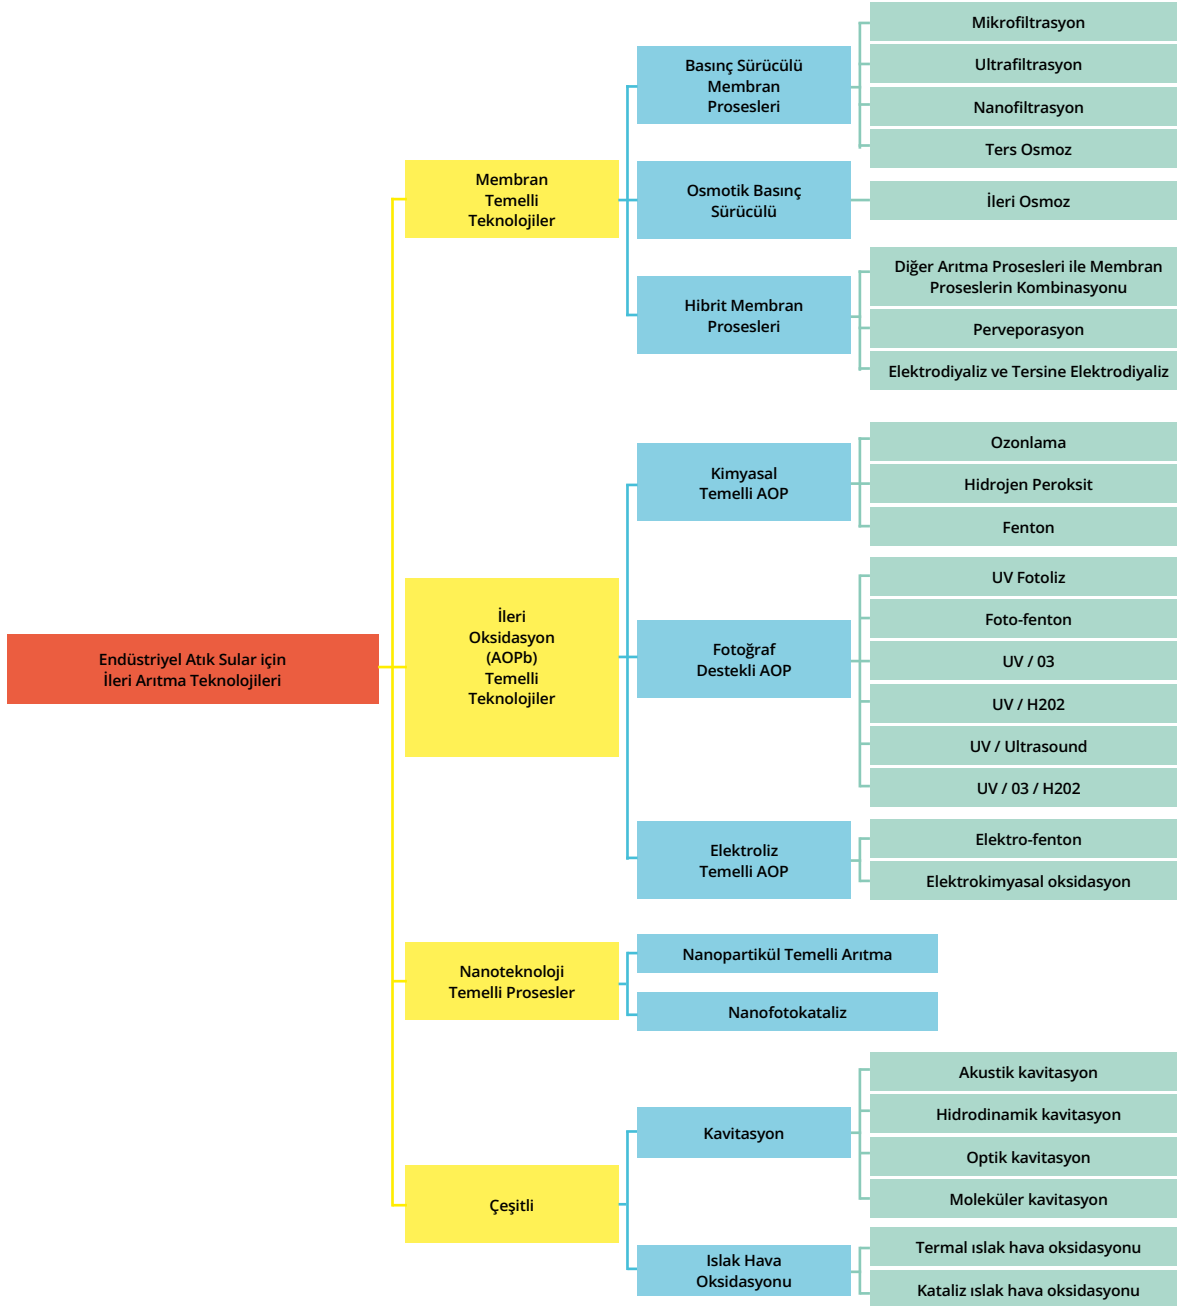 Endüstriyel Atık Sular için
İleri Arıtma Teknolojileri
Membran
Temelli
Teknolojiler
Basınç Sürücülü
Membran
Prosesleri
Mikrofiltrasyon
Ultrafiltrasyon
Nanofiltrasyon
Ters Osmoz
Osmotik Basınç
Sürücülü
İleri Osmoz
Hibrit Membran
Prosesleri
Diğer Arıtma Prosesleri ile Membran
Proseslerin Kombinasyonu
Perveporasyon
Elektrodiyaliz ve Tersine Elektrodiyaliz
İleri
Oksidasyon
(AOPb)
Temelli
Teknolojiler
Kimyasal
Temelli AOP
Ozonlama
Hidrojen Peroksit
Fenton
Fotoğraf
Destekli AOP
UV Fotoliz
Foto-fenton
UV / 03
UV / H202
UV / Ultrasound
UV / 03 / H202
Elektroliz
Temelli AOP
Elektro-fenton
Elektrokimyasal oksidasyon
Nanoteknoloji
Temelli Prosesler
Nanopartikül Temelli Arıtma
Nanofotokataliz
Çeşitli
Kavitasyon
Akustik kavitasyon
Hidrodinamik kavitasyon
Optik kavitasyon
Moleküler kavitasyon
Islak Hava
Oksidasyonu
Termal ıslak hava oksidasyonu
Kataliz ıslak hava oksidasyonu